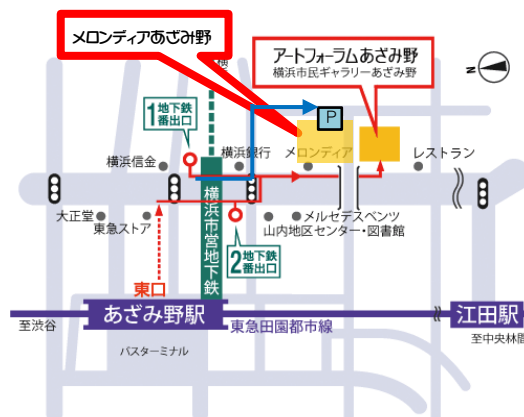 メロンディアあざみ野
アートフォーラムあざみ野
横浜市民ギャラリーあざみ野
N
横
P
1 地下鉄
番出口
横浜信金
横浜銀行
メロンディア
レストラン
大正堂
東急ストア
横浜市営地下鉄
メルセデスベンツ
山内地区センター・図書館
2 地下鉄
番出口
東口
あざみ野駅
江田駅
至渋谷
東急田園都市線
バスターミナル
至中央林間